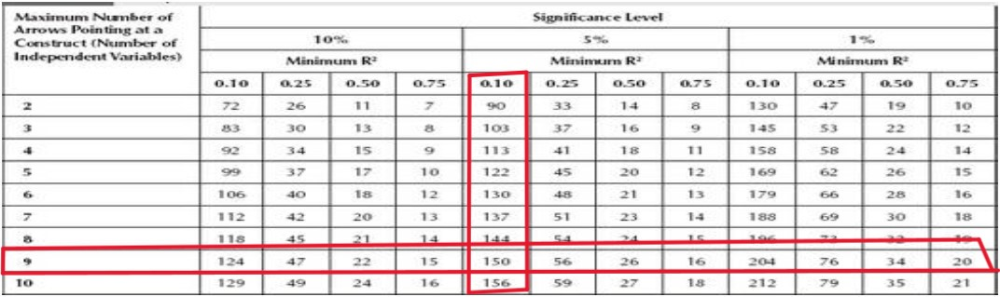 Maximum Number of
Arrows Pointing at a
Construct (Number of
Independent Variables)
Significance Level
10% 5% 1%
Minimum R² Minimum R² Minimum R²
0.10 0.25 0.50 0.75 0.10 0.25 0.50 0.75 0.10 0.25 0.50 0.75
2 72 26 11 7 90 33 14 8 130 47 19 10
3 83 30 13 8 103 37 16 9 145 53 22 12
4 92 34 15 9 113 41 18 11 158 58 24 14
5 99 37 17 10 122 45 20 12 169 62 26 15
6 106 40 18 12 130 48 21 13 179 66 28 16
7 112 42 20 13 137 51 23 14 188 69 30 18
8 118 45 21 14 144 54 24 15 196 73 32 19
9 124 47 22 15 150 56 26 16 204 76 34 20
10 129 49 24 16 156 59 27 18 212 79 35 21